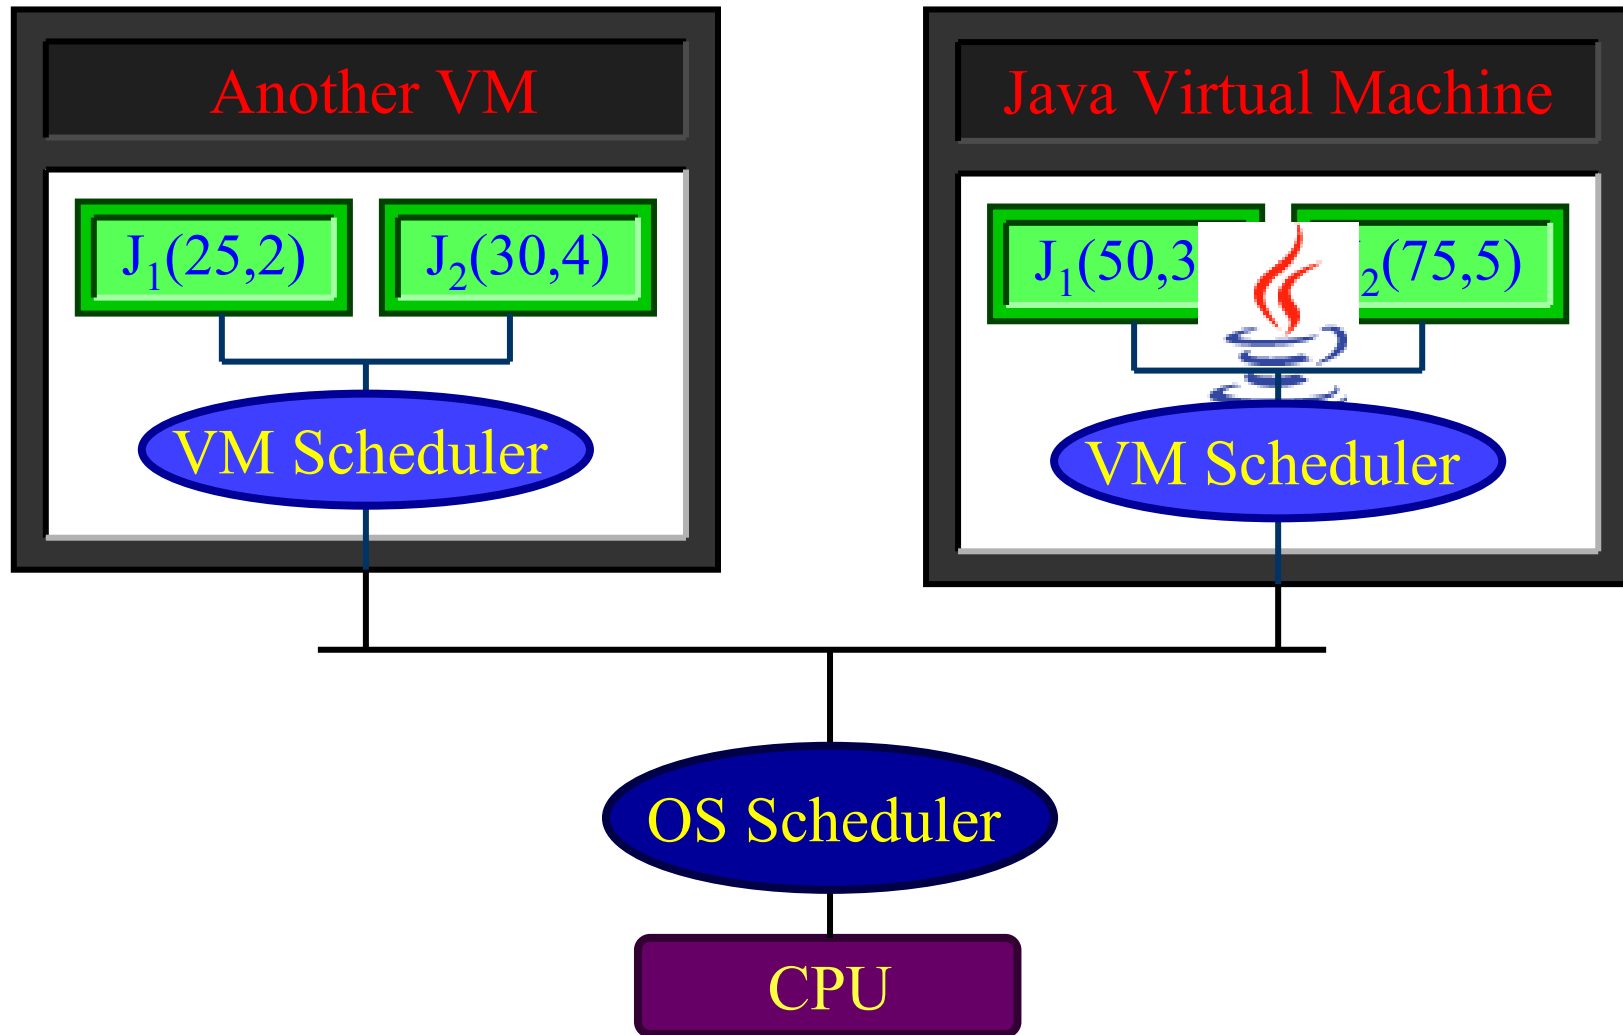 Another VM
Java Virtual Machine
J₁(25,2)
J₂(30,4)
J₁(50,3
₂(75,5)
VM Scheduler
VM Scheduler
OS Scheduler
CPU